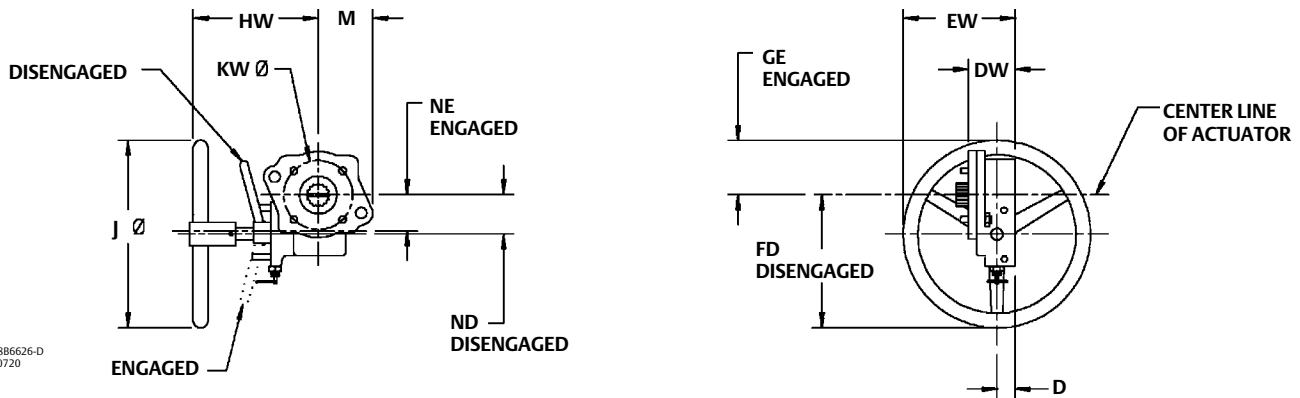 HW
M
DISENGAGED
KW Ø
NE
ENGAGED
J Ø
ND
DISENGAGED
ENGAGED
EW
GE
ENGAGED
DW
CENTER LINE
OF ACTUATOR
FD
DISENGAGED
D